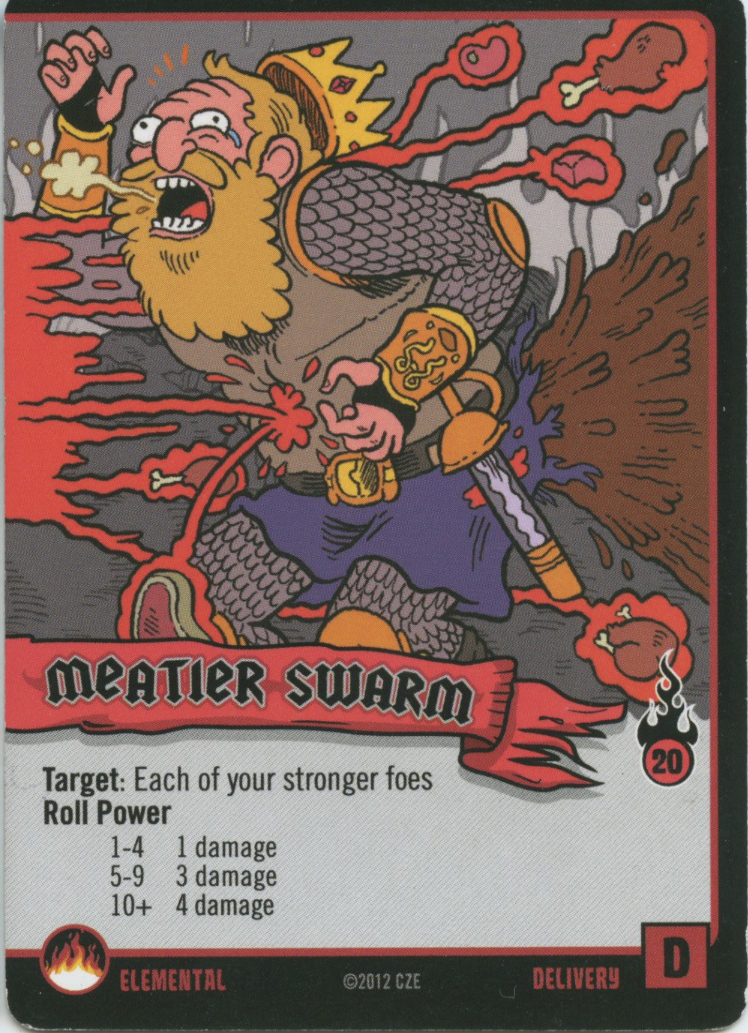 MEATIER SWARM
20
Target: Each of your stronger foes
Roll Power
1-4 1 damage
5-9 3 damage
10+ 4 damage
ELEMENTAL ©2012 CZE DELIVERY D